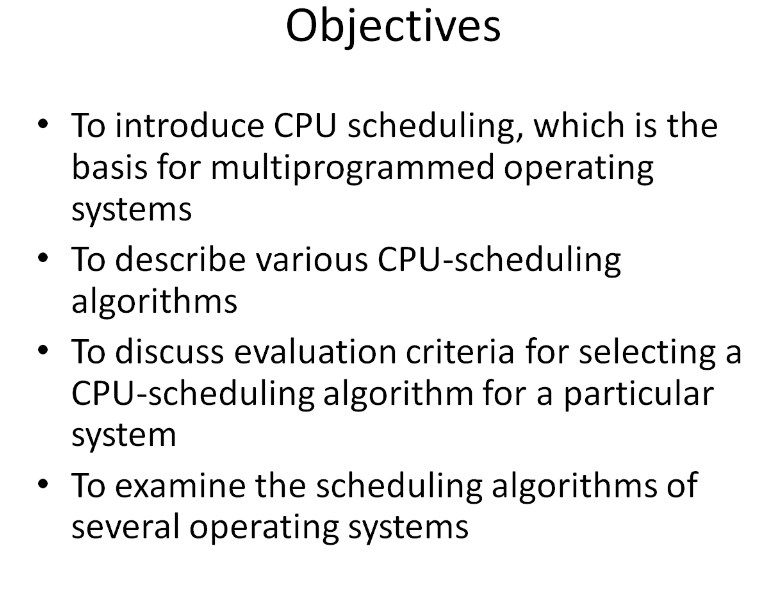 Objectives
• To introduce CPU scheduling, which is the
basis for multiprogrammed operating
systems
• To describe various CPU-scheduling
algorithms
• To discuss evaluation criteria for selecting a
CPU-scheduling algorithm for a particular
system
• To examine the scheduling algorithms of
several operating systems